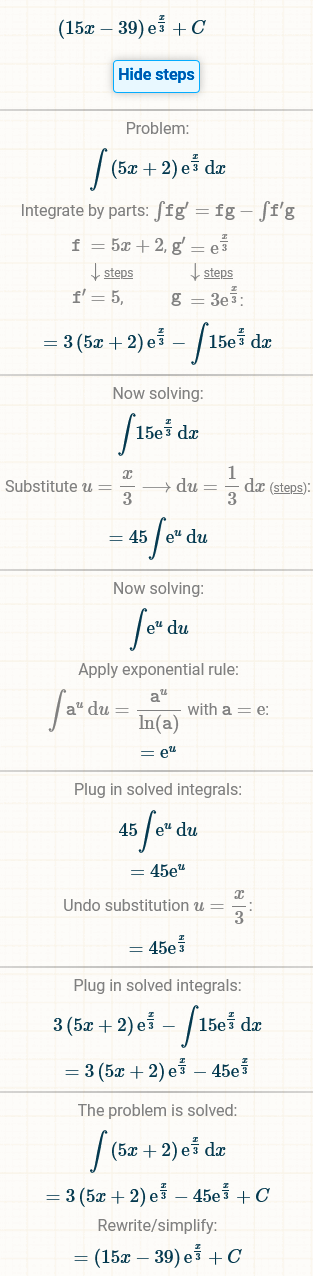 (15x − 39) e^{x/3} + C
Hide steps
Problem:
∫ (5x + 2) e^{x/3} dx
Integrate by parts: ∫fg′ = fg − ∫f′g
f = 5x + 2, g′ = e^{x/3}
↓ steps ↓ steps
f′ = 5, g = 3e^{x/3}:
= 3 (5x + 2) e^{x/3} − ∫ 15e^{x/3} dx
Now solving:
∫ 15e^{x/3} dx
Substitute u = x/3 ⟶ du = 1/3 dx (steps):
= 45 ∫ e^u du
Now solving:
∫ e^u du
Apply exponential rule:
∫ a^u du = a^u/ln(a) with a = e:
= e^u
Plug in solved integrals:
45 ∫ e^u du
= 45e^u
Undo substitution u = x/3:
= 45e^{x/3}
Plug in solved integrals:
3 (5x + 2) e^{x/3} − ∫ 15e^{x/3} dx
= 3 (5x + 2) e^{x/3} − 45e^{x/3}
The problem is solved:
∫ (5x + 2) e^{x/3} dx
= 3 (5x + 2) e^{x/3} − 45e^{x/3} + C
Rewrite/simplify:
= (15x − 39) e^{x/3} + C